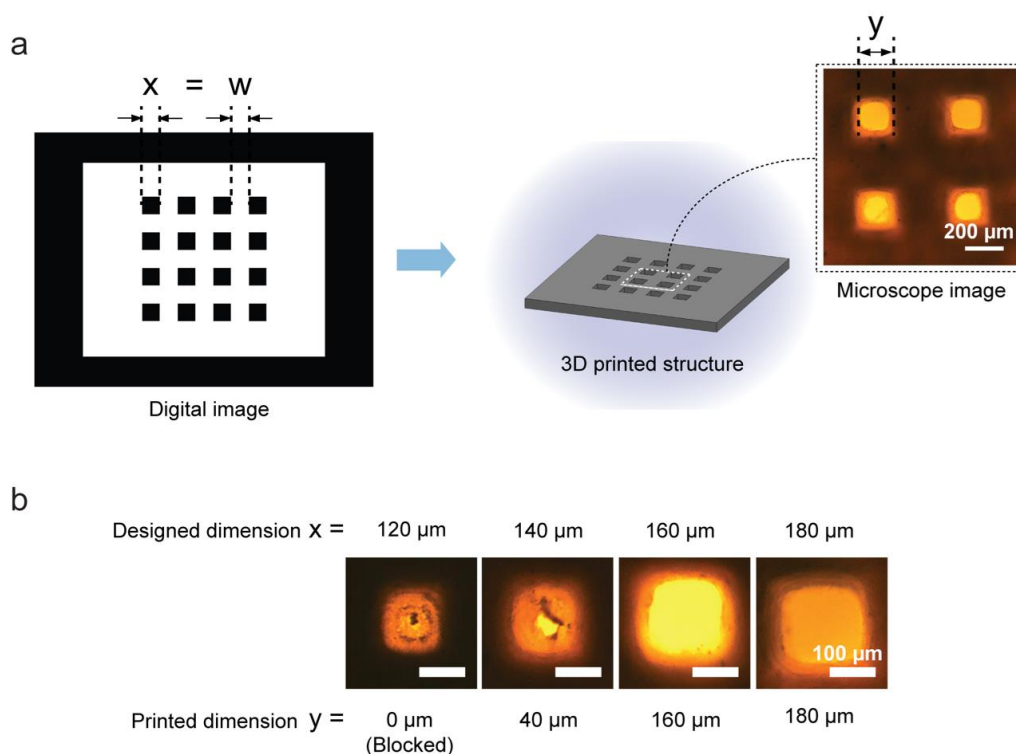 a
x = w
y
200 µm
Microscope image
3D printed structure
Digital image
b
Designed dimension x = 120 µm 140 µm 160 µm 180 µm
100 µm
Printed dimension y = 0 µm 40 µm 160 µm 180 µm
(Blocked)